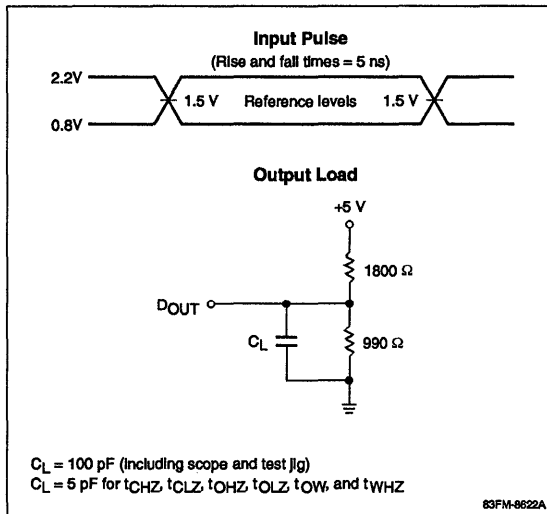 Input Pulse
(Rise and fall times = 5 ns)
2.2V
1.5 V Reference levels 1.5 V
0.8V
Output Load
+5 V
1800 Ω
DOUT
CL
990 Ω
CL = 100 pF (including scope and test jig)
CL = 5 pF for tCHZ, tCLZ, tOHZ, tOLZ, tOW, and tWHZ
83FM-8622A